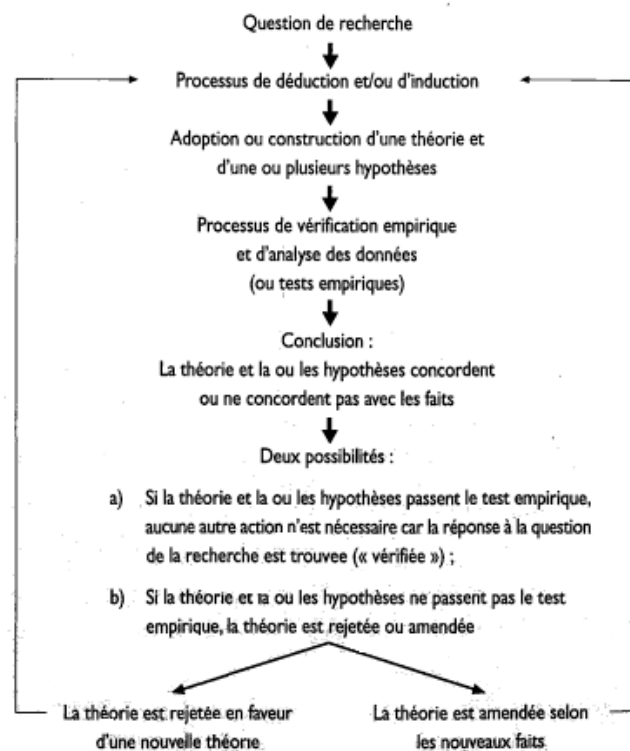 Question de recherche
Processus de déduction et/ou d'induction
Adoption ou construction d'une théorie et
d'une ou plusieurs hypothèses
Processus de vérification empirique
et d'analyse des données
(ou tests empiriques)
Conclusion :
La théorie et la ou les hypothèses concordent
ou ne concordent pas avec les faits
Deux possibilités :
a) Si la théorie et la ou les hypothèses passent le test empirique,
aucune autre action n'est nécessaire car la réponse à la question
de la recherche est trouvee (« vérifiée ») ;
b) Si la théorie et la ou les hypothèses ne passent pas le test
empirique, la théorie est rejetée ou amendée
La théorie est rejetée en faveur
d'une nouvelle théorie
La théorie est amendée selon
les nouveaux faits